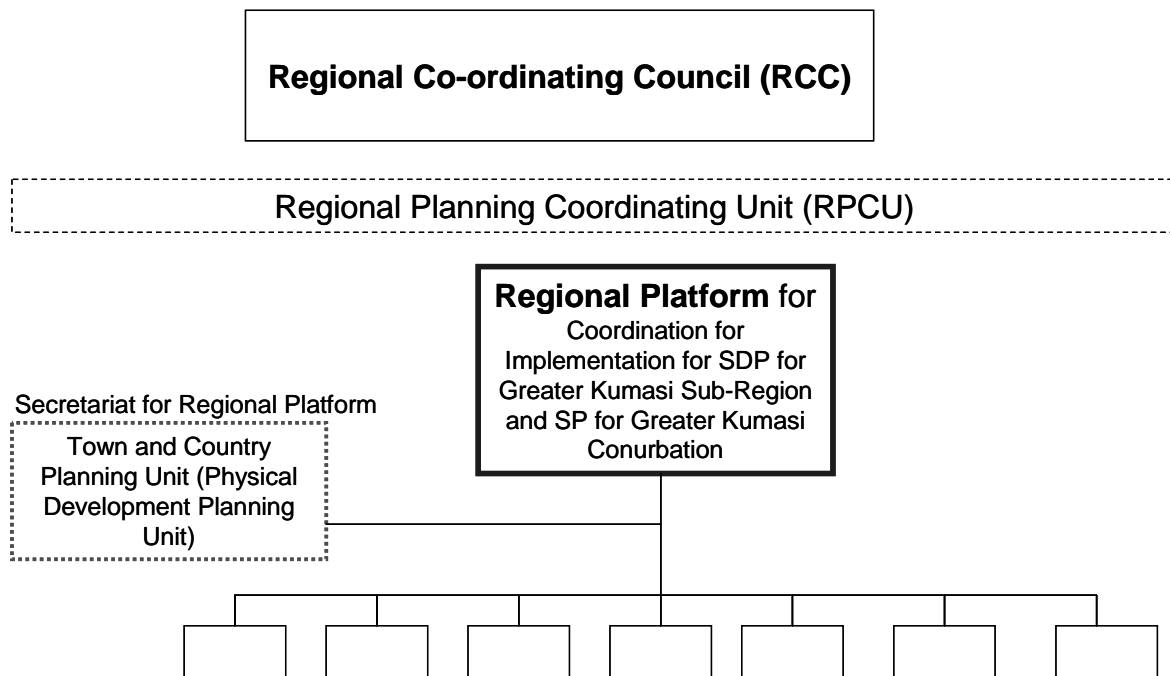 Regional Co-ordinating Council (RCC)
Regional Planning Coordinating Unit (RPCU)
Regional Platform for
Coordination for
Implementation for SDP for
Greater Kumasi Sub-Region
and SP for Greater Kumasi
Conurbation
Secretariat for Regional Platform
Town and Country
Planning Unit (Physical
Development Planning
Unit)